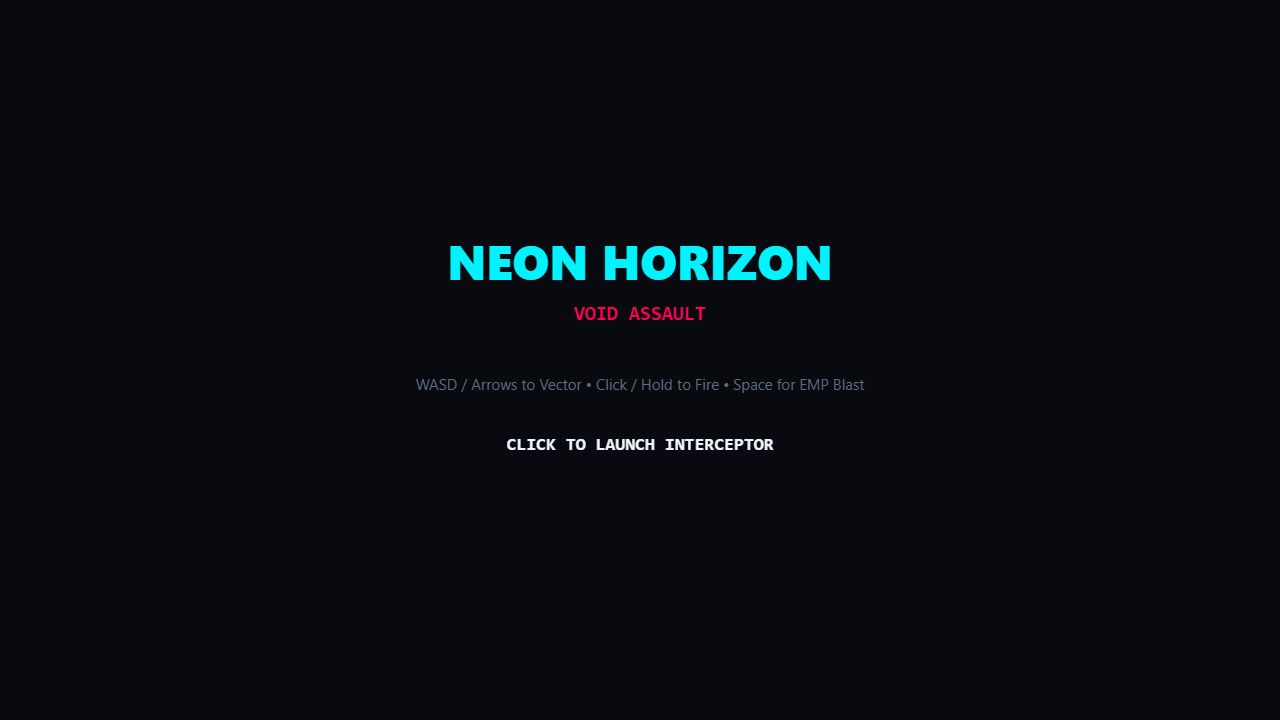 NEON HORIZON
VOID ASSAULT
WASD / Arrows to Vector • Click / Hold to Fire • Space for EMP Blast
CLICK TO LAUNCH INTERCEPTOR